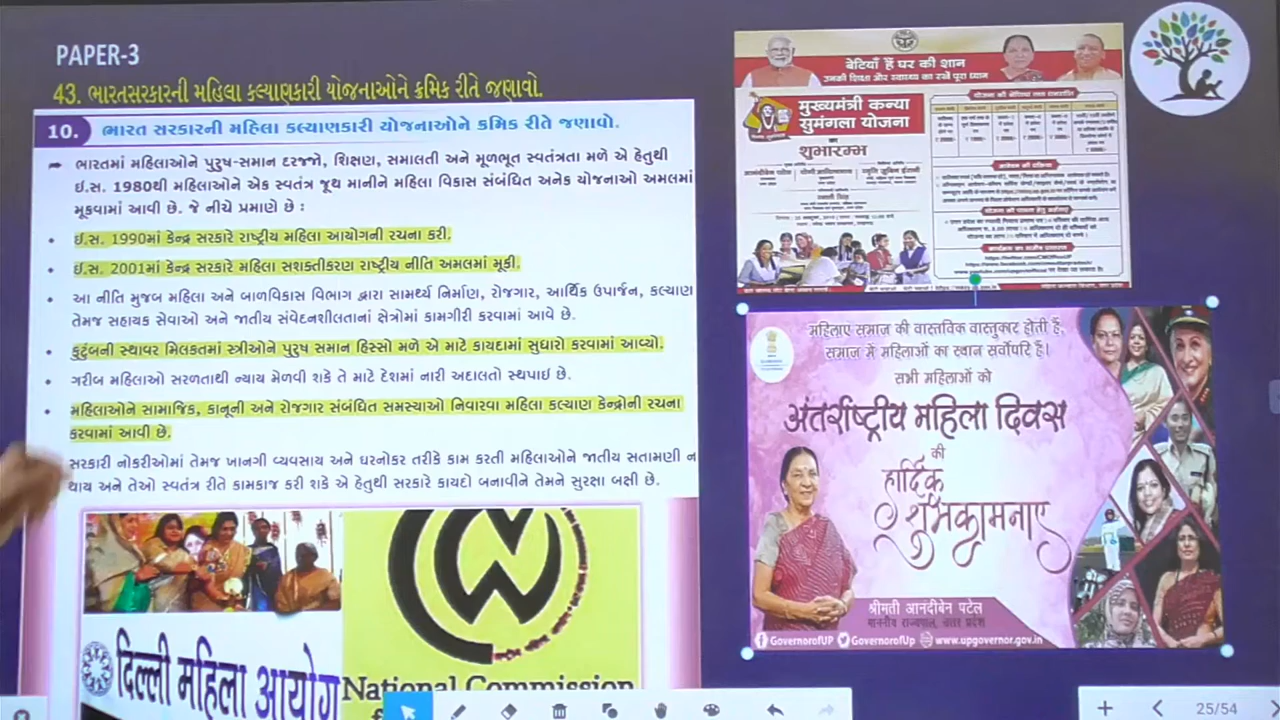 PAPER-3
43. ભારતસરકારની મહિલા કલ્યાણકારી યોજનાઓને ક્રમિક રીતે જણાવો.
10. ભારત સરકારની મહિલા કલ્યાણકારી યોજનાઓને ક્રમિક રીતે જણાવો.
ભારતમાં મહિલાઓને પુરુષ-સમાન દરજ્જો, શિક્ષણ, સમાલતી અને મૂળભૂત સ્વતંત્રતા મળે એ હેતુથી
ઈ.સ. 1980થી મહિલાઓને એક સ્વતંત્ર જૂથ માનીને મહિલા વિકાસ સંબંધિત અનેક યોજનાઓ અમલમાં
મૂકવામાં આવી છે. જે નીચે પ્રમાણે છે :
• ઈ.સ. 1990માં કેન્દ્ર સરકારે રાષ્ટ્રીય મહિલા આયોગની રચના કરી.
• ઈ.સ. 2001માં કેન્દ્ર સરકારે મહિલા સશક્તીકરણ રાષ્ટ્રીય નીતિ અમલમાં મૂકી.
• આ નીતિ મુજબ મહિલા અને બાળવિકાસ વિભાગ દ્વારા સામર્થ્ય નિર્માણ, રોજગાર, આર્થિક ઉપાર્જન, કલ્યાણ
તેમજ સહાયક સેવાઓ અને જાતીય સંવેદનશીલતાનાં ક્ષેત્રોમાં કામગીરી કરવામાં આવે છે.
• કુટુંબની સ્થાવર મિલકતમાં સ્ત્રીઓને પુરુષ સમાન હિસ્સો મળે એ માટે કાયદામાં સુધારો કરવામાં આવ્યો.
• ગરીબ મહિલાઓ સરળતાથી ન્યાય મેળવી શકે તે માટે દેશમાં નારી અદાલતો સ્થપાઈ છે.
• મહિલાઓને સામાજિક, કાનૂની અને રોજગાર સંબંધિત સમસ્યાઓ નિવારવા મહિલા કલ્યાણ કેન્દ્રોની રચના
કરવામાં આવી છે.
સરકારી નોકરીઓમાં તેમજ ખાનગી વ્યવસાય અને ઘરનોકર તરીકે કામ કરતી મહિલાઓને જાતીય સતામણી ન
થાય અને તેઓ સ્વતંત્ર રીતે કામકાજ કરી શકે એ હેતુથી સરકારે કાયદો બનાવીને તેમને સુરક્ષા બક્ષી છે.
दिल्ली महिला आयोग
National Commission
बेटियाँ हैं घर की शान
उनकी शिक्षा और स्वास्थ्य का रखें पूरा ध्यान
मुख्यमंत्री कन्या
सुमंगला योजना
का
शुभारम्भ
महिलाएं समाज की वास्तविक वास्तुकार होती हैं,
समाज में महिलाओं का स्थान सर्वोपरि है।
सभी महिलाओं को
अंतर्राष्ट्रीय महिला दिवस
की
हार्दिक
शुभकामनाएं
श्रीमती आनंदीबेन पटेल
माननीय राज्यपाल, उत्तर प्रदेश
GovernorofUP GovernorofUp www.upgovernor.gov.in
25/54